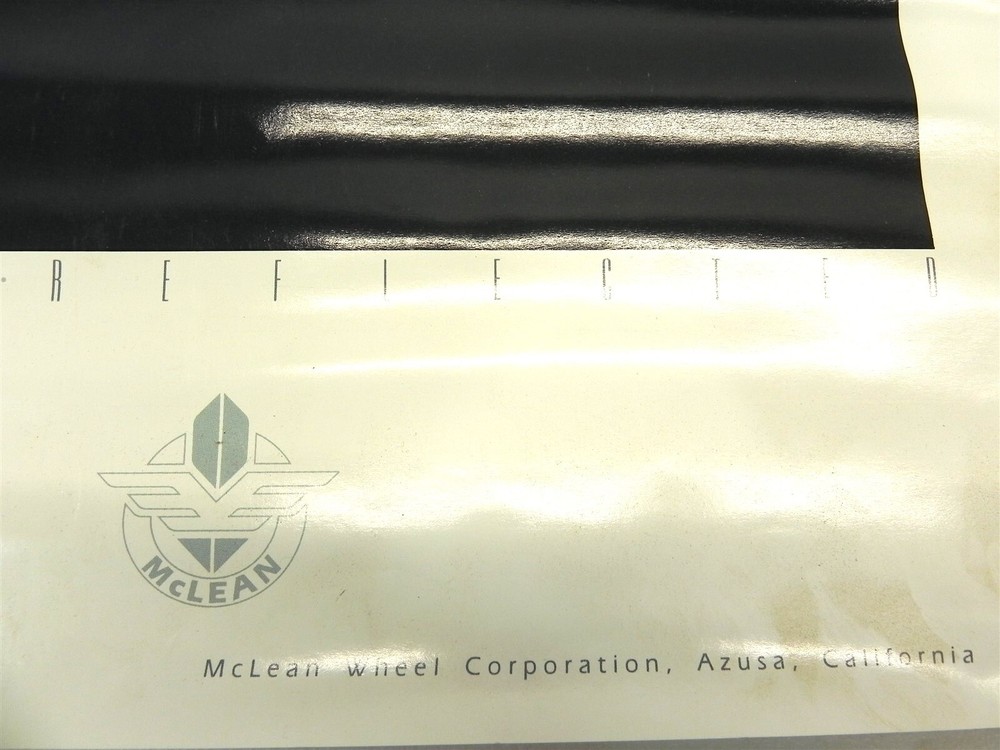 REFLECTED
McLEAN
McLean wheel Corporation, Azusa, California